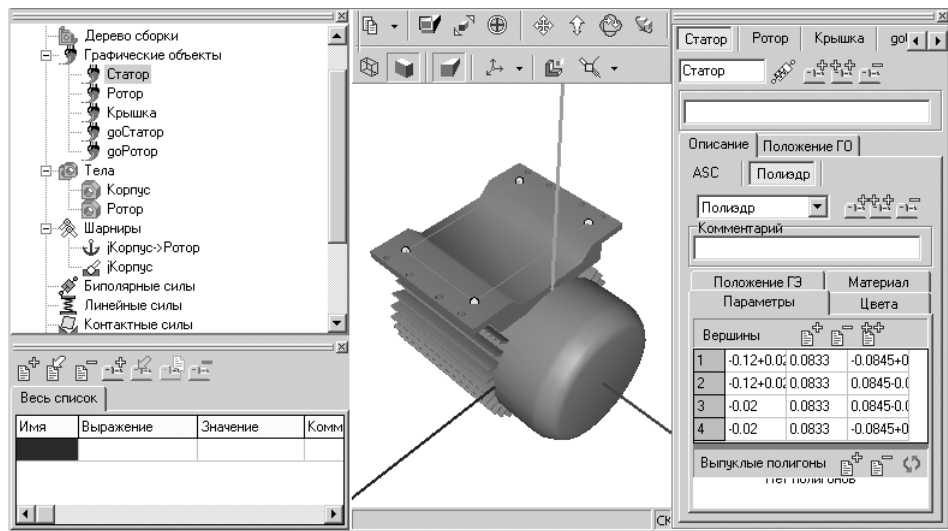 Дерево сборки
Графические объекты
Статор
Ротор
Крышка
goСтатор
goРотор
Тела
Корпус
Ротор
Шарниры
jКорпус->Ротор
jКорпус
Биполярные силы
Линейные силы
Контактные силы
Весь список
Имя Выражение Значение Комм
Статор Ротор Крышка
Статор
Описание Положение ГО
ASC Полиэдр
Полиэдр
Комментарий
Положение ГЭ Материал
Параметры Цвета
Вершины
1 -0.12+0.02 0.0833 -0.0845+0
2 -0.12+0.02 0.0833 0.0845-0.0
3 -0.02 0.0833 0.0845-0.0
4 -0.02 0.0833 -0.0845+0
Выпуклые полигоны
Нет полигонов